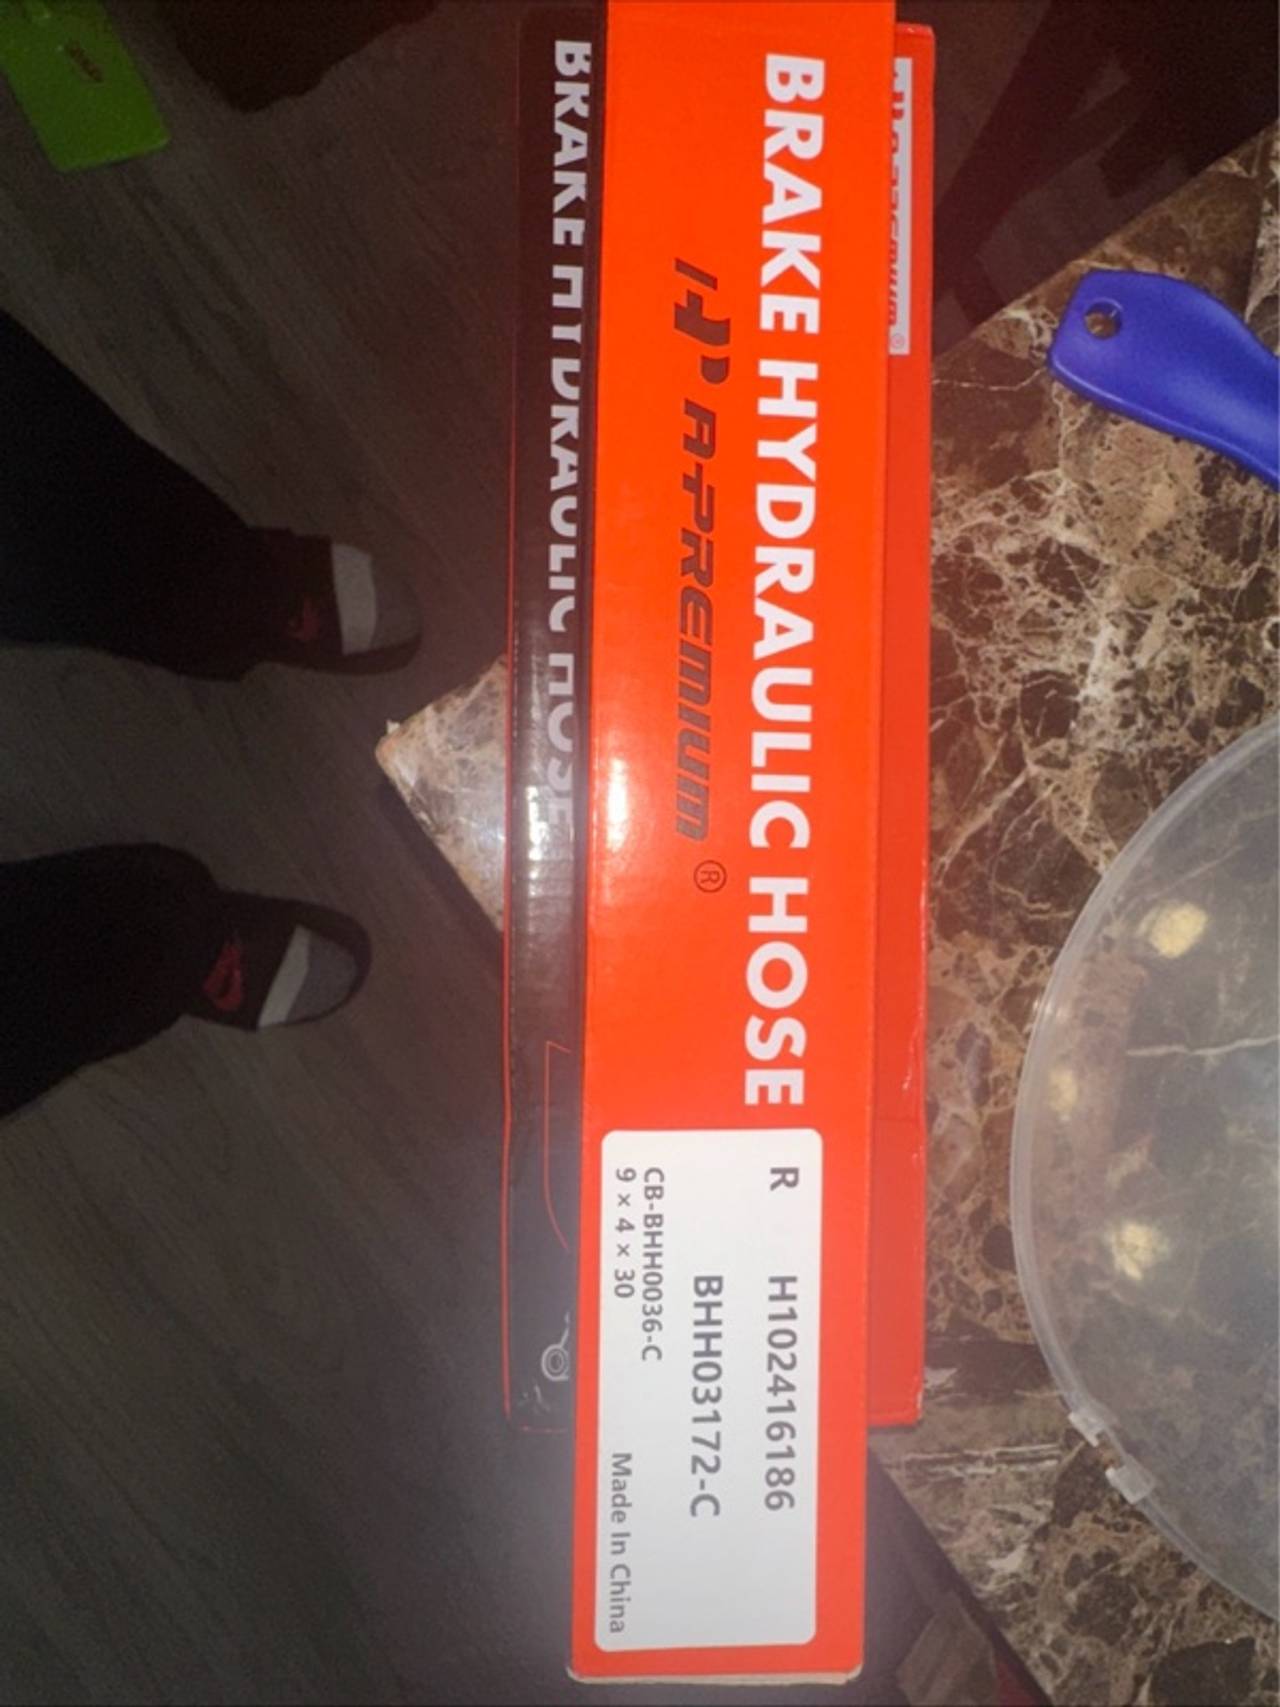 BRAKE HYDRAULIC HOSE
A-PREMIUM®
R H102416186
BHH03172-C
CB-BHH0036-C
9 × 4 × 30 Made In China
BRAKE HYDRAULIC HOSE